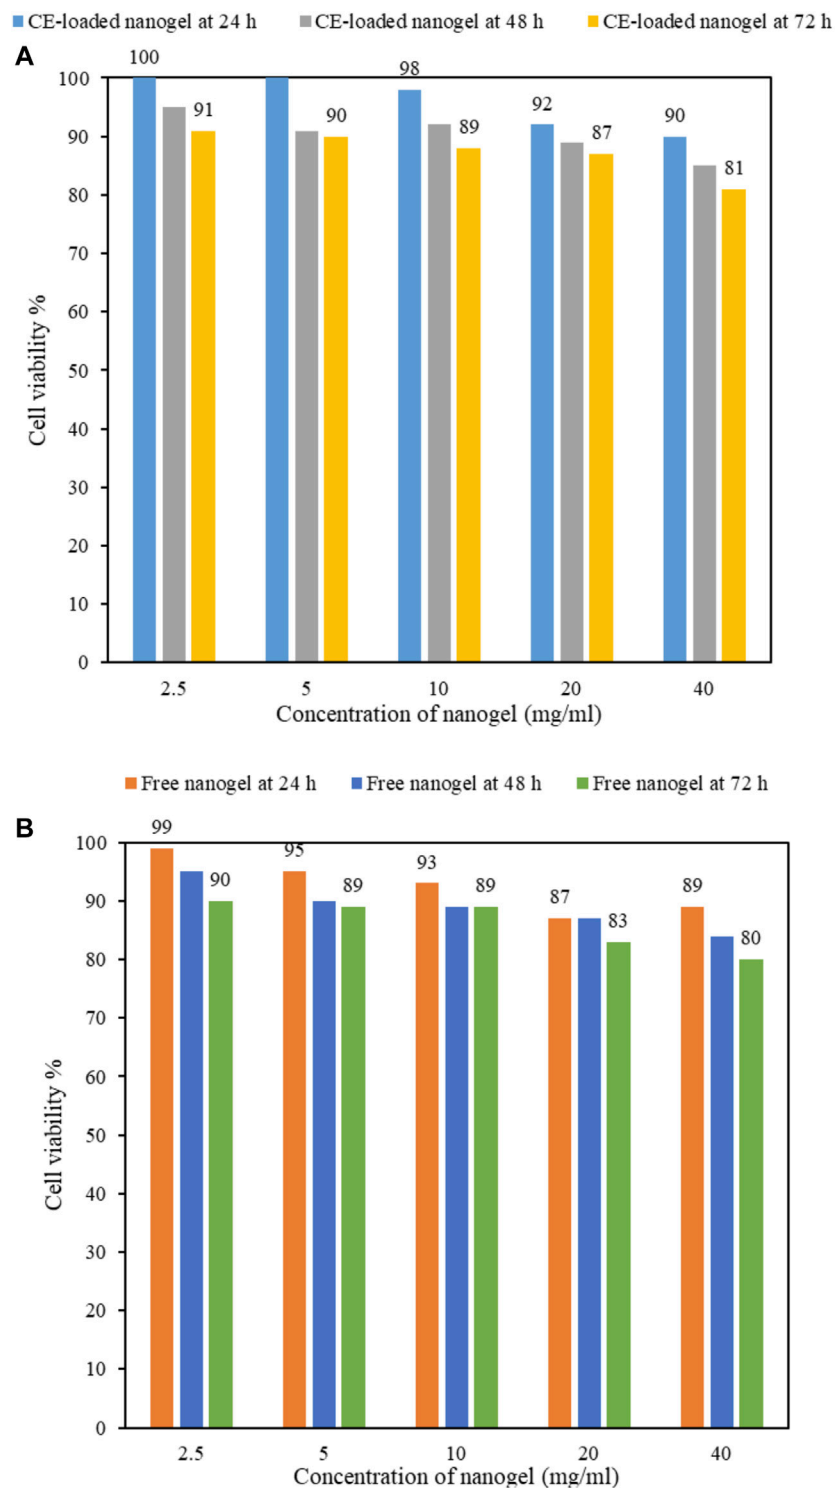 CE-loaded nanogel at 24 h CE-loaded nanogel at 48 h CE-loaded nanogel at 72 h
A
100 98
100 91 90 89 92 87 90 81
90
80
70
60
50
40
30
20
10
0
Cell viability %
2.5 5 10 20 40
Concentration of nanogel (mg/ml)
Free nanogel at 24 h Free nanogel at 48 h Free nanogel at 72 h
B
99 95 93
100 90 89 89 87 83 89 80
90
80
70
60
50
40
30
20
10
0
Cell viability %
2.5 5 10 20 40
Concentration of nanogel (mg/ml)